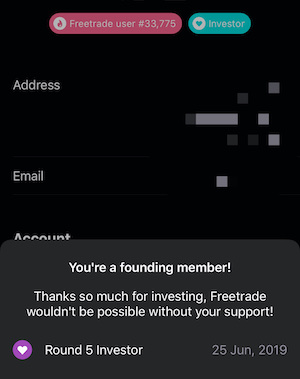 Freetrade user #33,775 Investor
Address
Email
Account
You're a founding member!
Thanks so much for investing, Freetrade
wouldn't be possible without your support!
Round 5 Investor 25 Jun, 2019